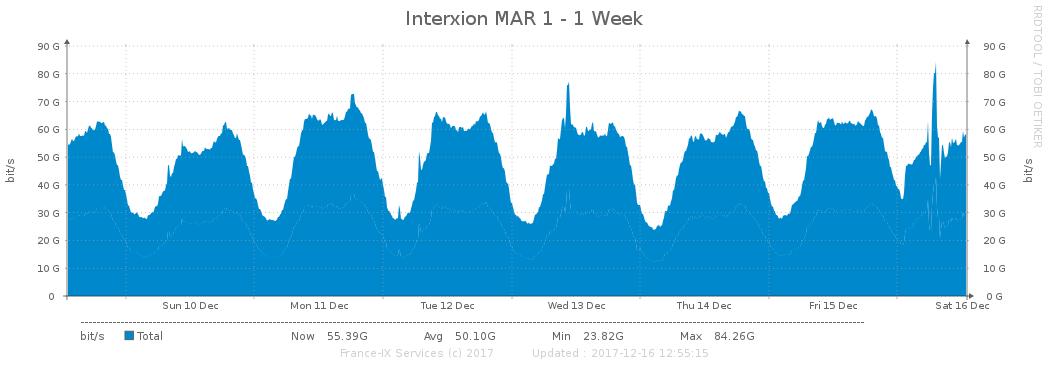 Interxion MAR 1 - 1 Week
RRDTOOL / TOBI OETIKER
90 G 90 G
80 G 80 G
70 G 70 G
60 G 60 G
50 G 50 G
40 G 40 G
30 G 30 G
20 G 20 G
10 G 10 G
0 0 G
bit/s
bit/s
Sun 10 Dec Mon 11 Dec Tue 12 Dec Wed 13 Dec Thu 14 Dec Fri 15 Dec Sat 16 Dec
bit/s Total Now 55.39G Avg 50.10G Min 23.82G Max 84.26G
France-IX Services (c) 2017 Updated : 2017-12-16 12:55:15